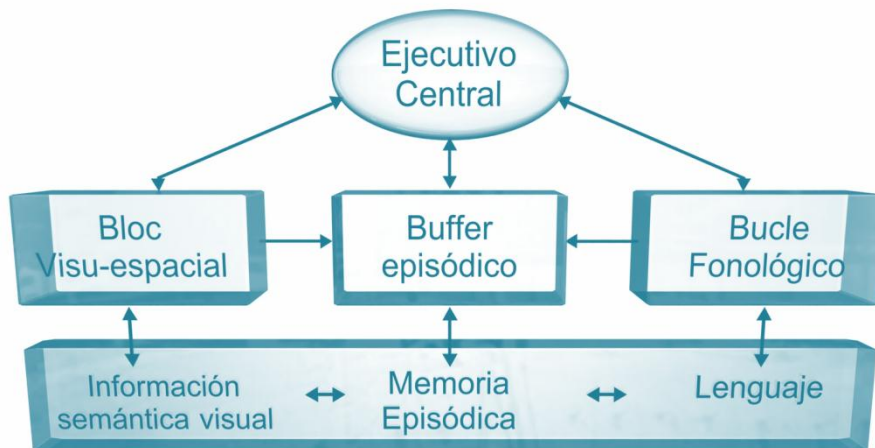 Ejecutivo
Central
Bloc
Visu-espacial
Buffer
episódico
Bucle
Fonológico
Información
semántica visual
Memoria
Episódica
Lenguaje